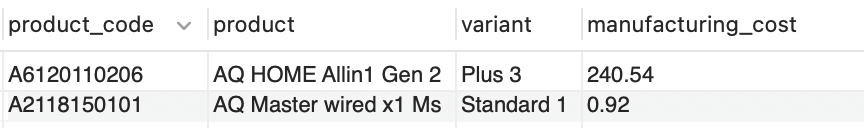 product_code product variant manufacturing_cost
A6120110206 AQ HOME Allin1 Gen 2 Plus 3 240.54
A2118150101 AQ Master wired x1 Ms Standard 1 0.92